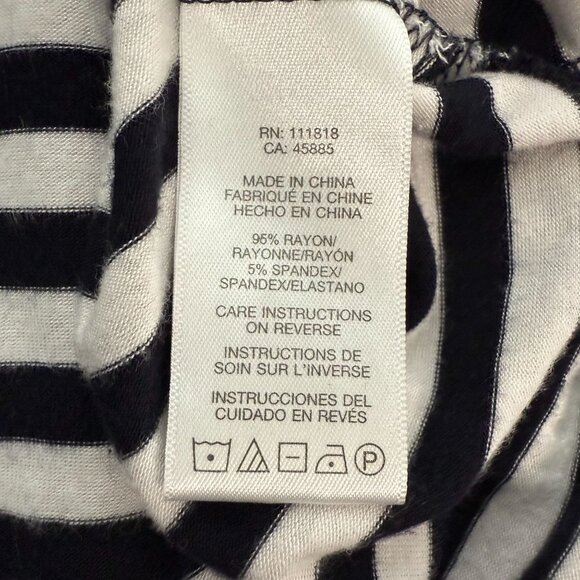 RN: 111818
CA: 45885
MADE IN CHINA
FABRIQUÉ EN CHINE
HECHO EN CHINA
95% RAYON/
RAYONNE/RAYÓN
5% SPANDEX/
SPANDEX/ELASTANO
CARE INSTRUCTIONS
ON REVERSE
INSTRUCTIONS DE
SOIN SUR L'INVERSE
INSTRUCCIONES DEL
CUIDADO EN REVÉS
P